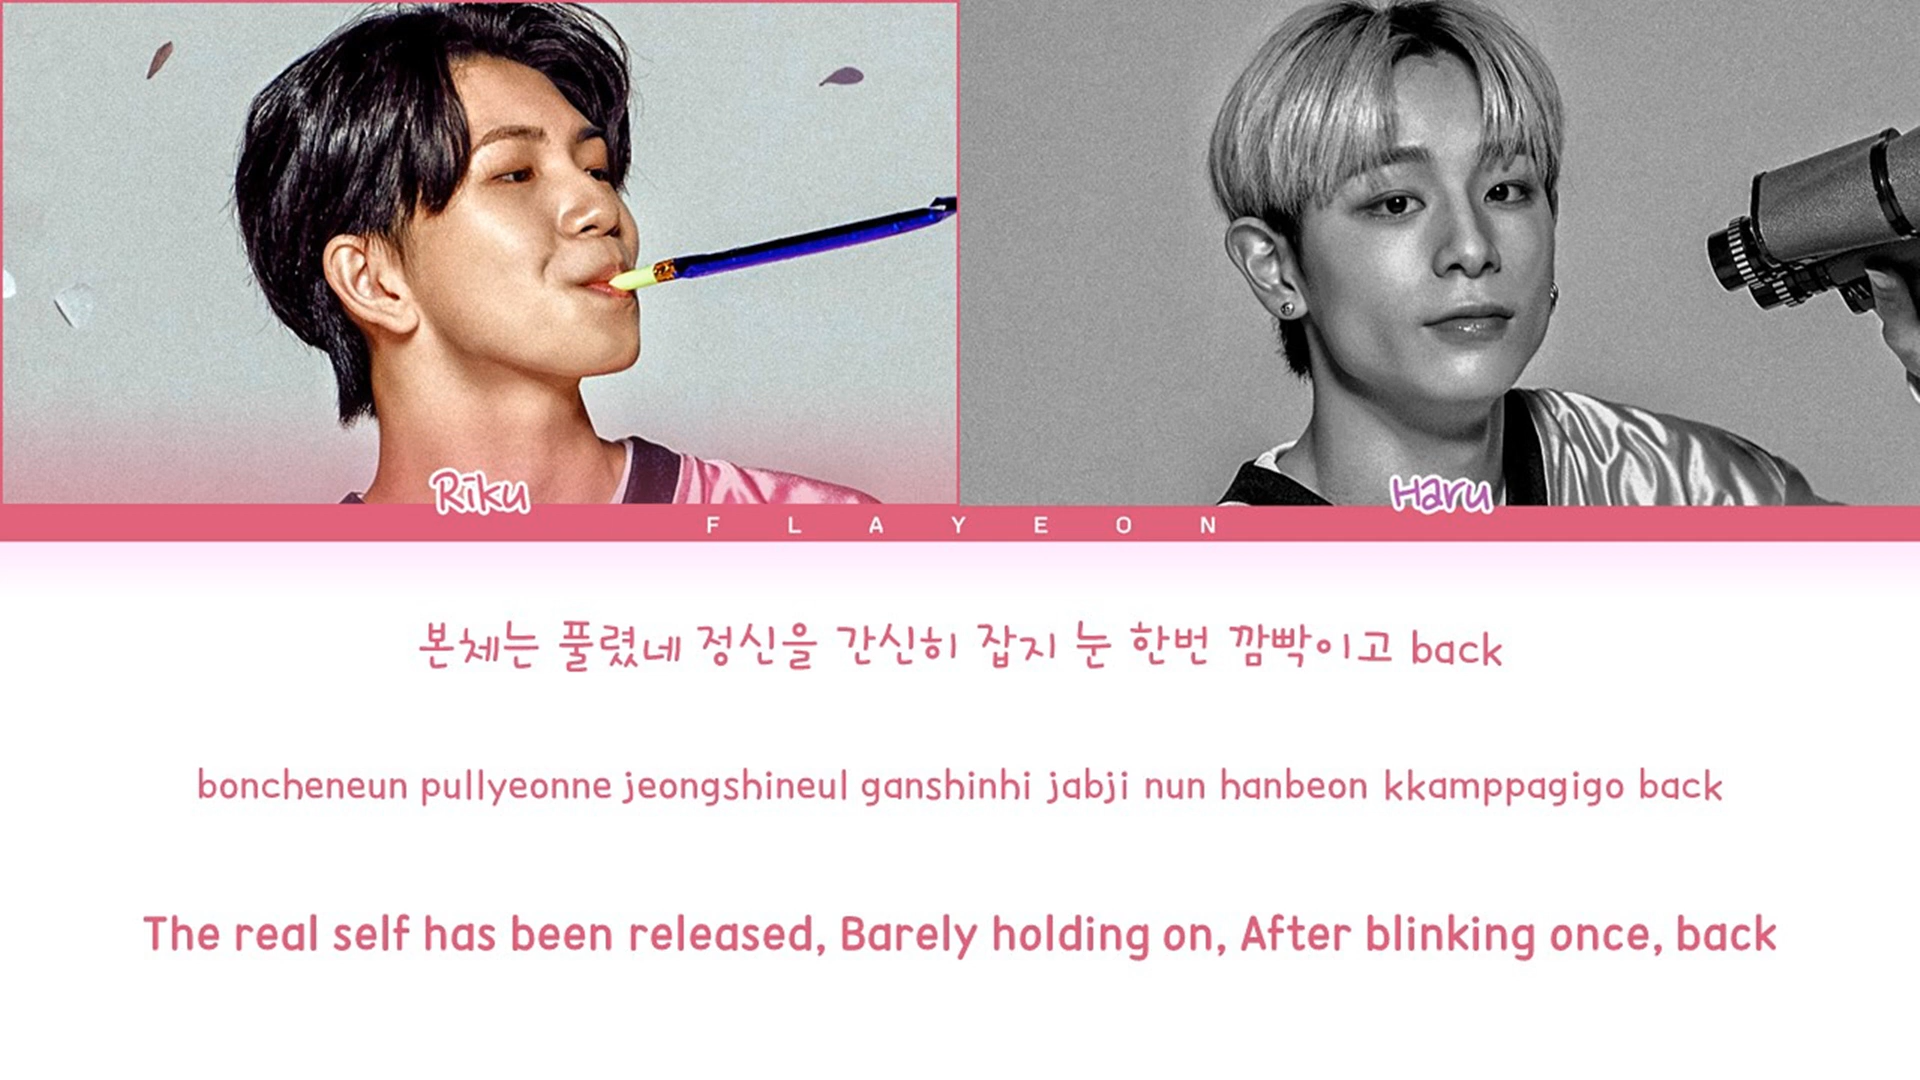 Riku
Haru
FLAYEON
본체는 풀렸네 정신을 간신히 잡지 눈 한번 깜빡이고 back
boncheneun pullyeonne jeongshineul ganshinhi jabji nun hanbeon kkamppagigo back
The real self has been released, Barely holding on, After blinking once, back